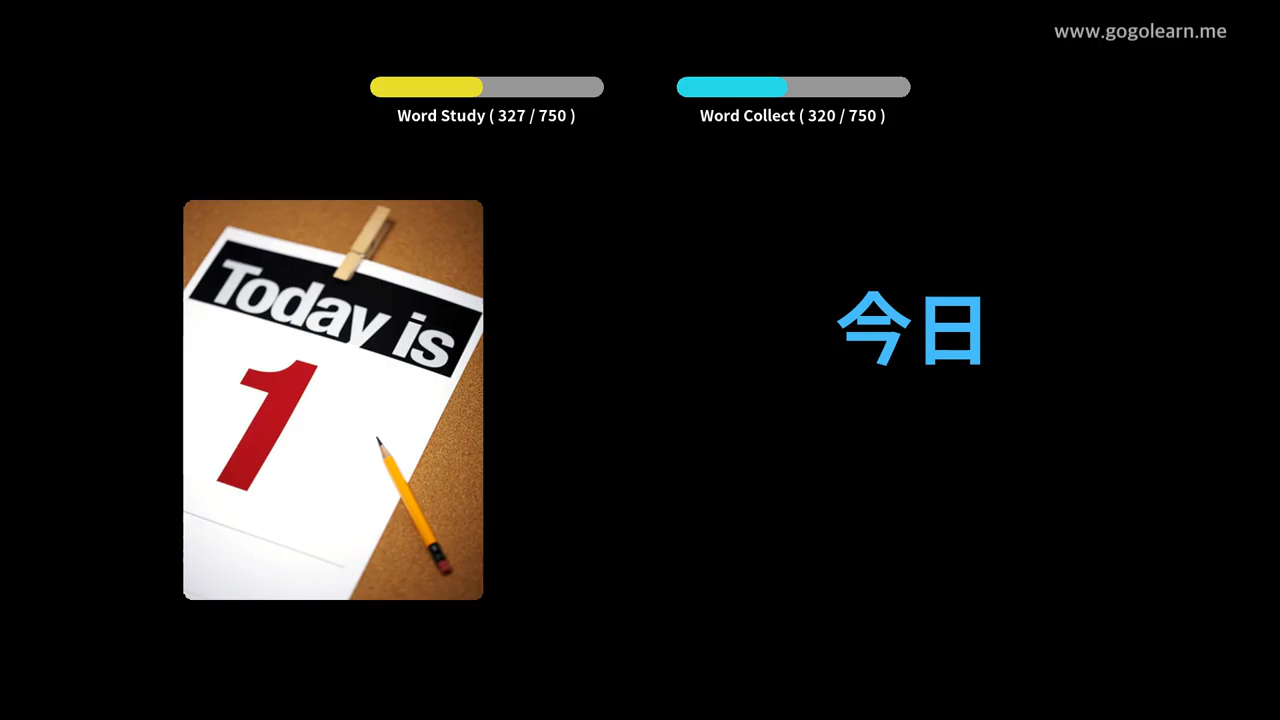 www.gogolearn.me
Word Study ( 327 / 750 )
Word Collect ( 320 / 750 )
Today is
1
今日